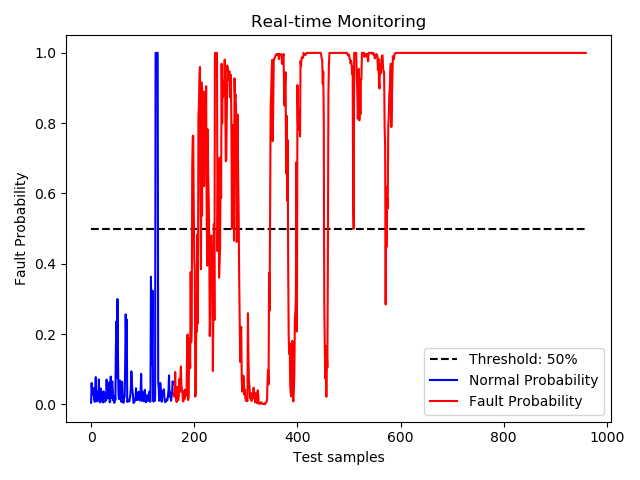 Real-time Monitoring
1.0
0.8
0.6
0.4
0.2
0.0
Fault Probability
Threshold: 50%
Normal Probability
Fault Probability
0 200 400 600 800 1000
Test samples